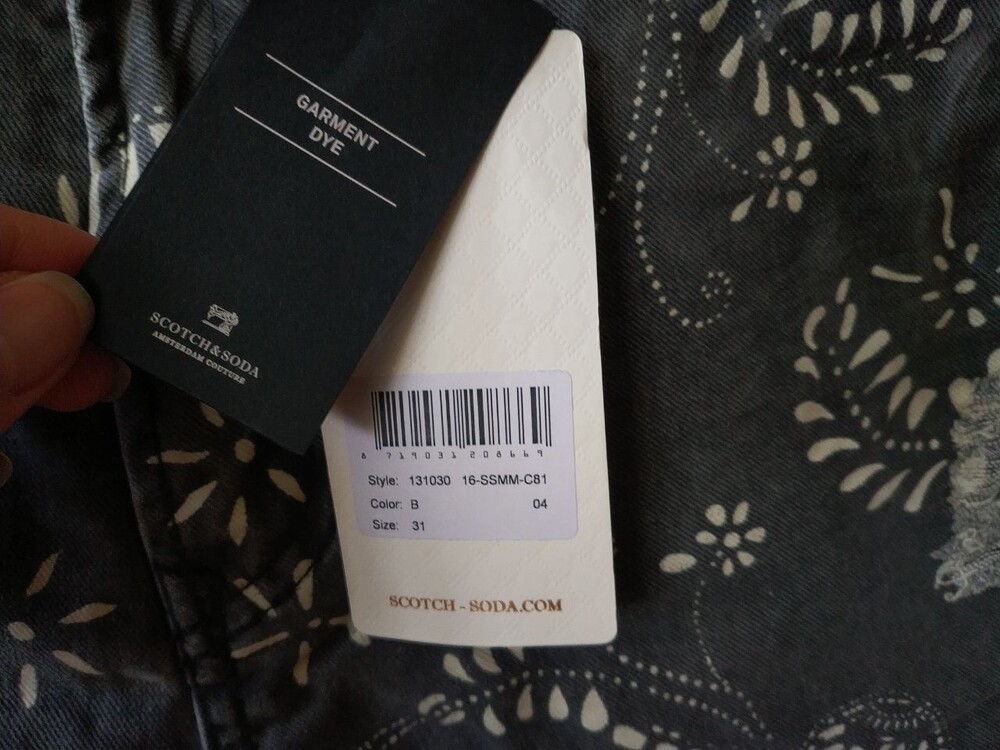 GARMENT
DYE
SCOTCH & SODA
AMSTERDAM COUTURE
8 719031 208669
Style: 131030 16-SSMM-C81
Color: B 04
Size: 31
SCOTCH - SODA.COM